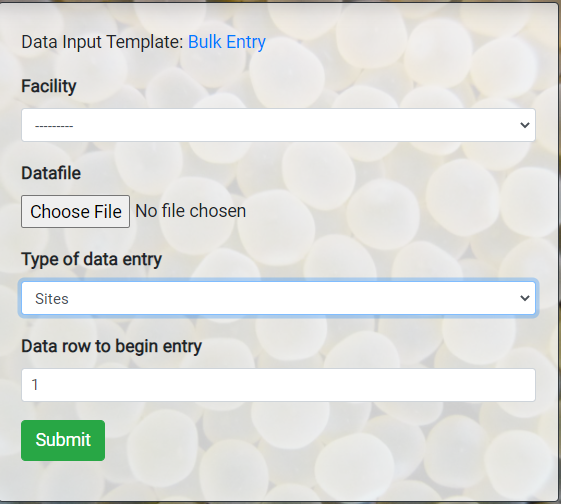 Data Input Template: Bulk Entry
Facility
---------
Datafile
Choose File No file chosen
Type of data entry
Sites
Data row to begin entry
1
Submit